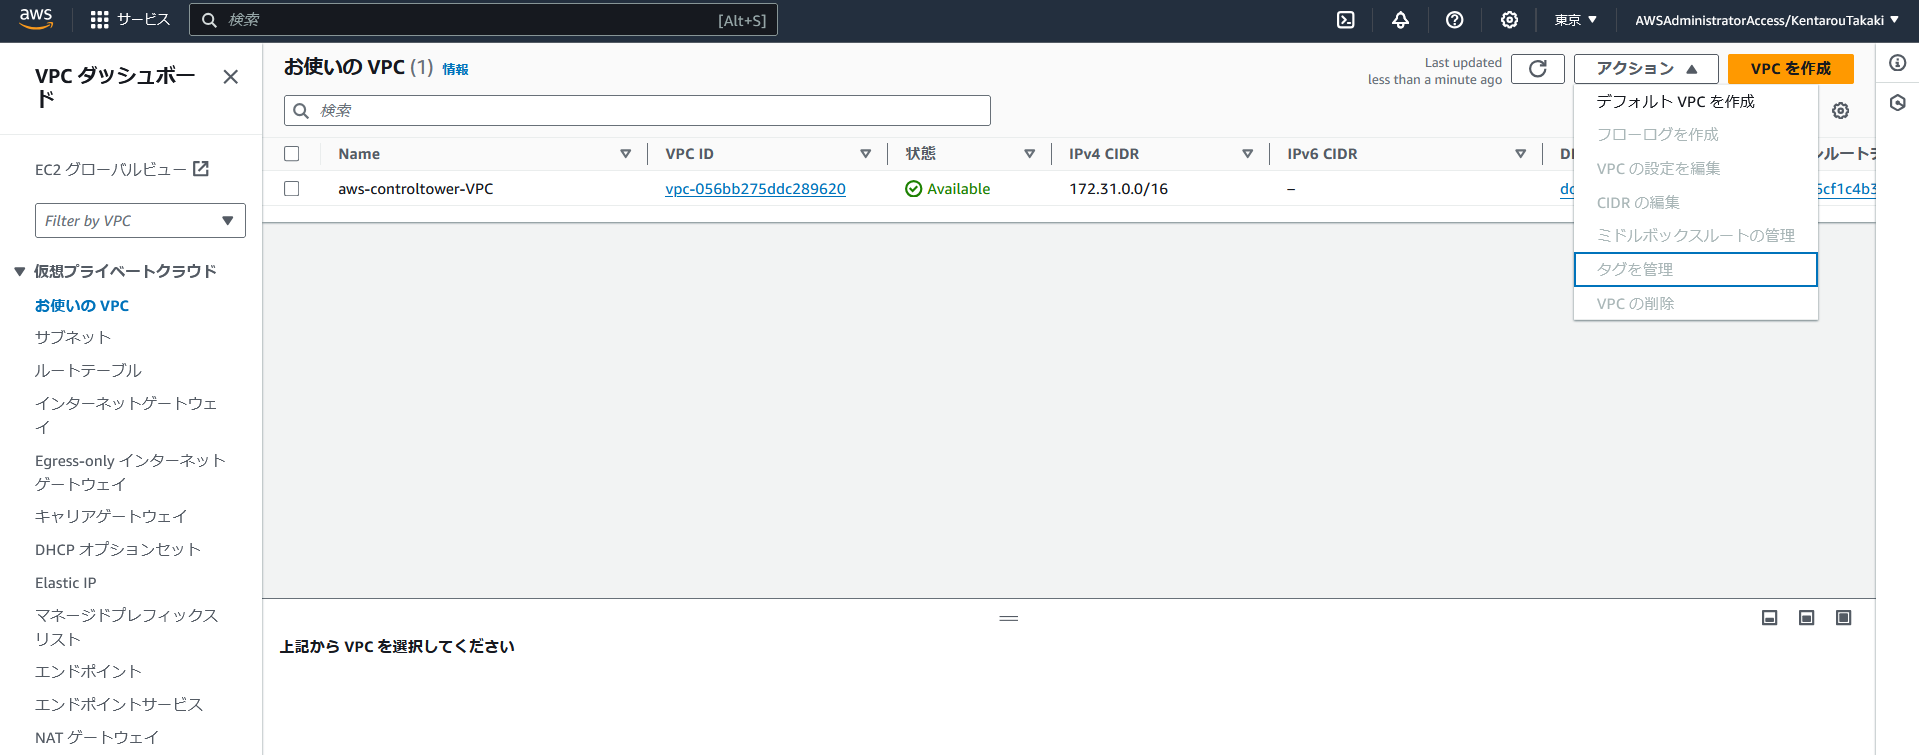 aws
サービス
検索
[Alt+S]
東京
AWSAdministratorAccess/KentarouTakaki
VPC ダッシュボー
ド
EC2 グローバルビュー
Filter by VPC
仮想プライベートクラウド
お使いの VPC
サブネット
ルートテーブル
インターネットゲートウェ
イ
Egress-only インターネット
ゲートウェイ
キャリアゲートウェイ
DHCP オプションセット
Elastic IP
マネージドプレフィックス
リスト
エンドポイント
エンドポイントサービス
NAT ゲートウェイ
お使いの VPC (1) 情報
Last updated
less than a minute ago
アクション
VPC を作成
検索
デフォルト VPC を作成
フローログを作成
VPC の設定を編集
CIDR の編集
ミドルボックスルートの管理
タグを管理
VPC の削除
Name
VPC ID
状態
IPv4 CIDR
IPv6 CIDR
aws-controltower-VPC
vpc-056bb275ddc289620
Available
172.31.0.0/16
–
上記から VPC を選択してください